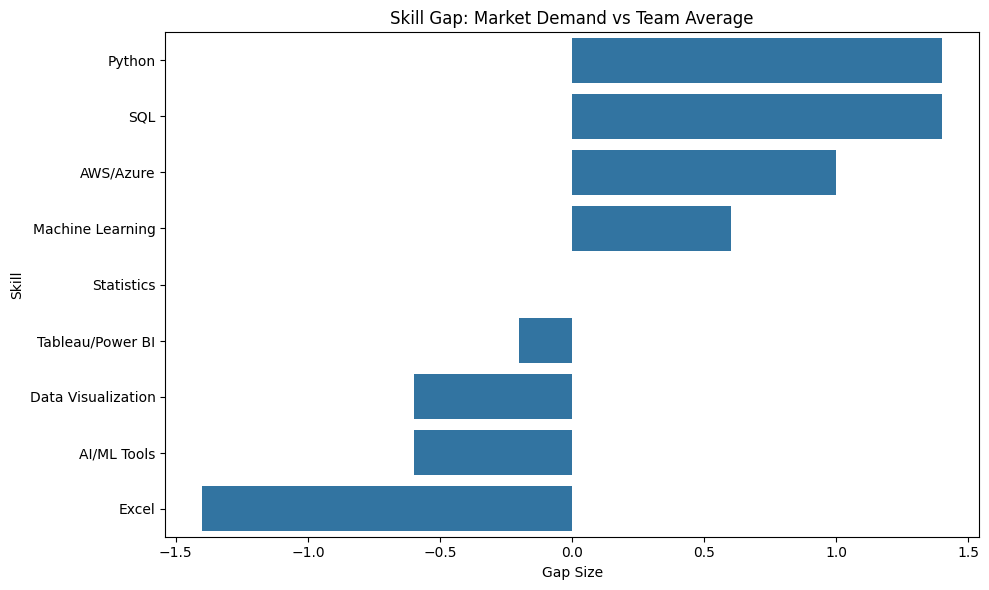 Skill Gap: Market Demand vs Team Average
Python
SQL
AWS/Azure
Machine Learning
Statistics
Tableau/Power BI
Data Visualization
AI/ML Tools
Excel
Skill
−1.5 −1.0 −0.5 0.0 0.5 1.0 1.5
Gap Size